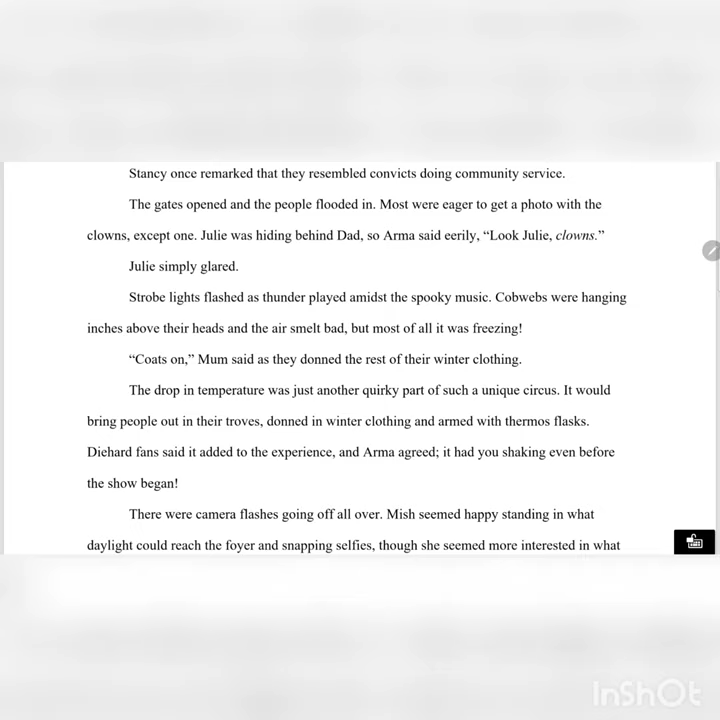 Stancy once remarked that they resembled convicts doing community service.
The gates opened and the people flooded in. Most were eager to get a photo with the
clowns, except one. Julie was hiding behind Dad, so Arma said eerily, “Look Julie, clowns.”
Julie simply glared.
Strobe lights flashed as thunder played amidst the spooky music. Cobwebs were hanging
inches above their heads and the air smelt bad, but most of all it was freezing!
“Coats on,” Mum said as they donned the rest of their winter clothing.
The drop in temperature was just another quirky part of such a unique circus. It would
bring people out in their troves, donned in winter clothing and armed with thermos flasks.
Diehard fans said it added to the experience, and Arma agreed; it had you shaking even before
the show began!
There were camera flashes going off all over. Mish seemed happy standing in what
daylight could reach the foyer and snapping selfies, though she seemed more interested in what
InShOt